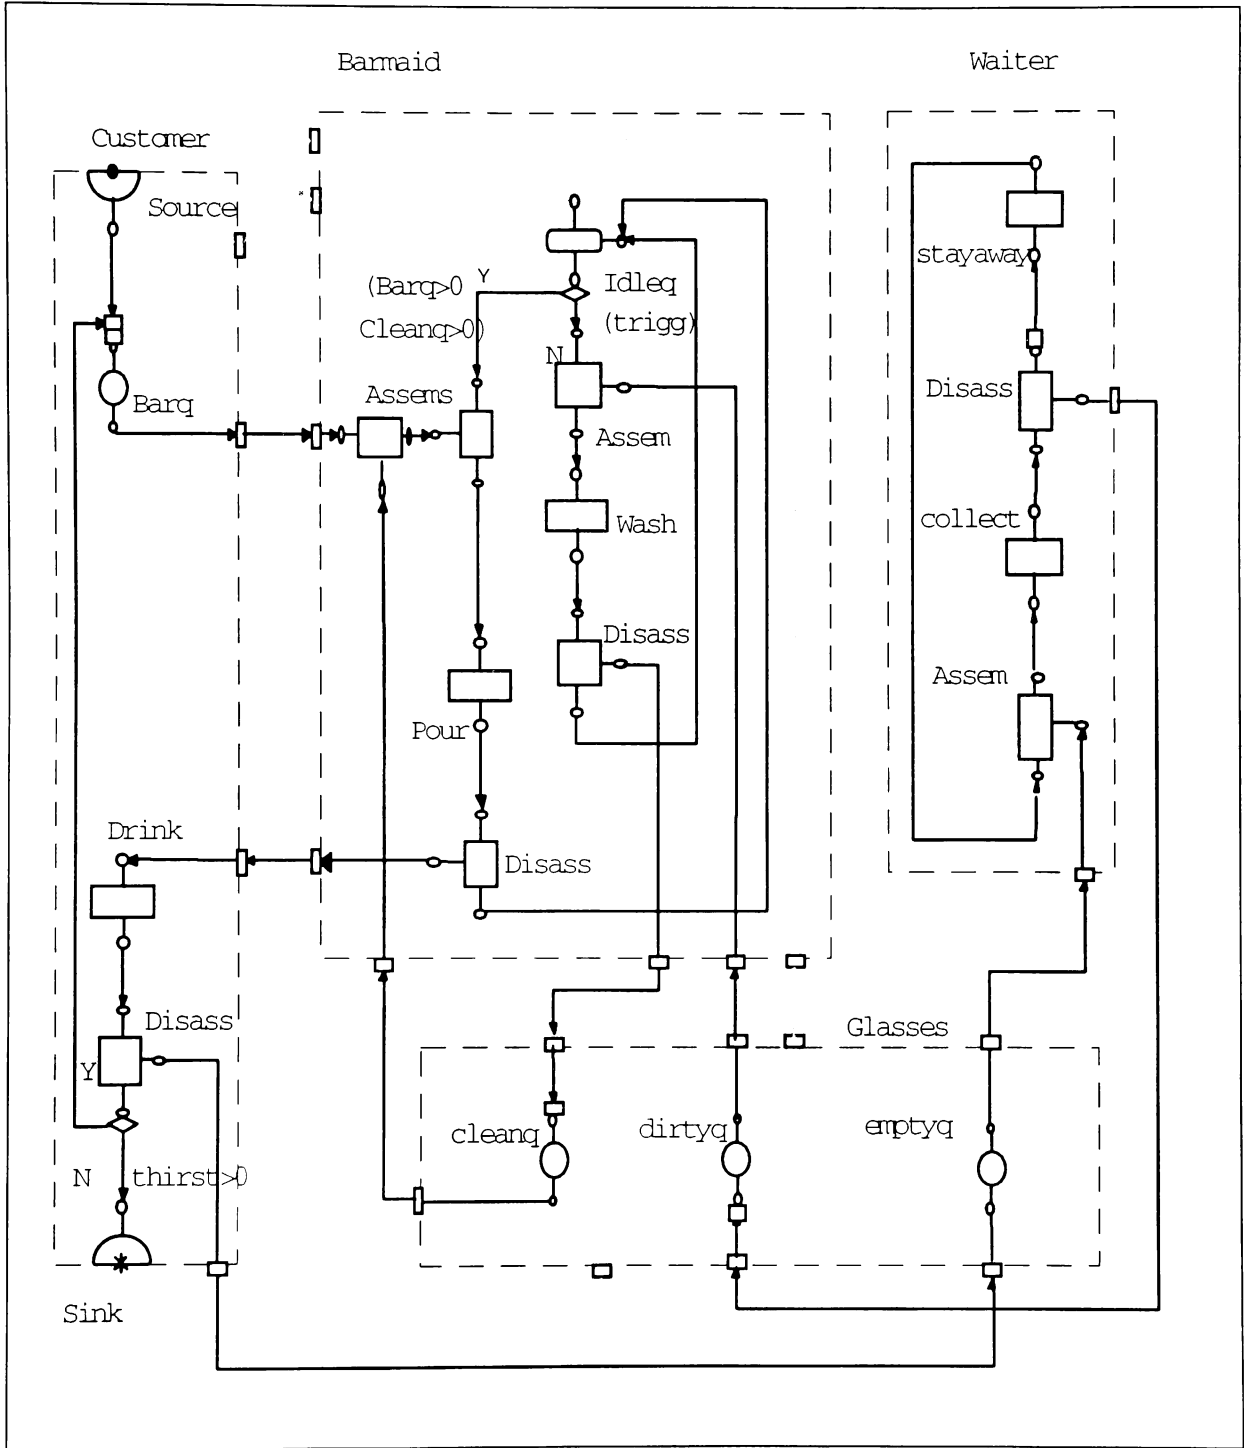 Barmaid
Waiter
Customer
Source
stayaway
(Barq>0
Y
Idleq
Cleanq>0)
(trigg)
N
Assems
Disass
Barq
Assem
collect
Wash
Disass
Assem
Pour
Drink
Disass
Disass
Glasses
Y
cleanq
dirtyq
emptyq
N
thirst>0
Sink